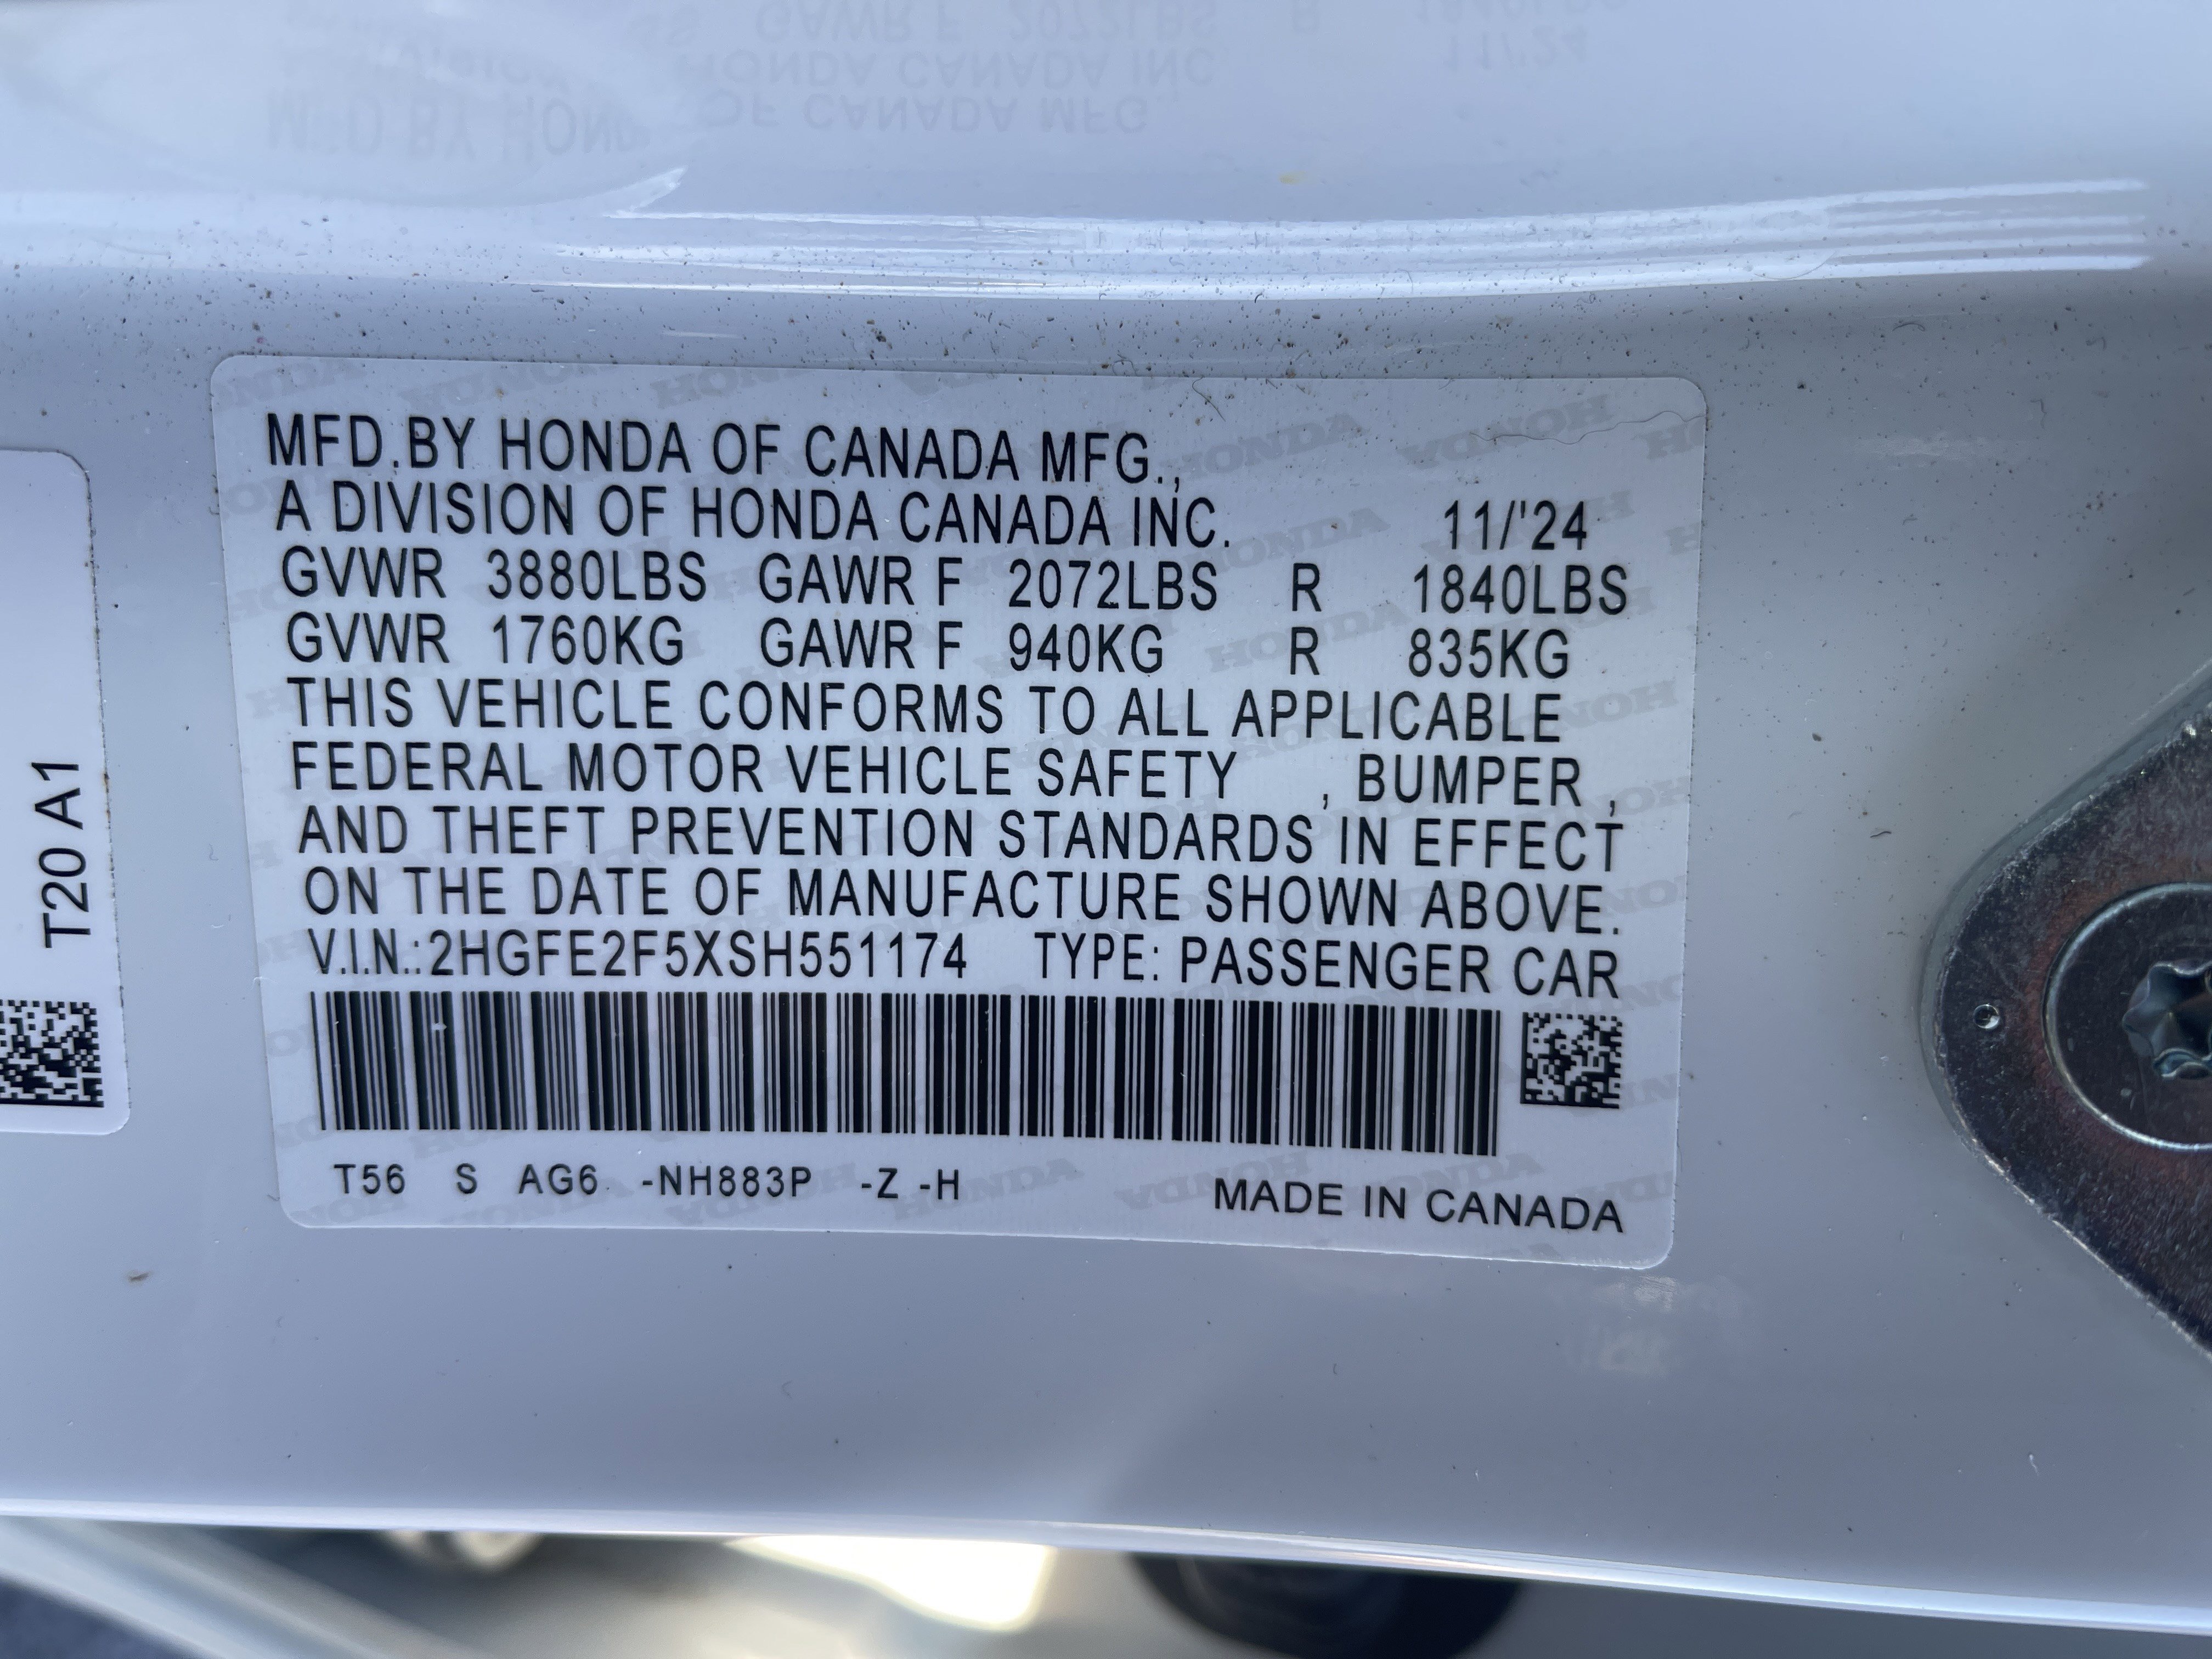 MFD.BY HONDA OF CANADA MFG.,
A DIVISION OF HONDA CANADA INC. 11/'24
GVWR 3880LBS GAWR F 2072LBS R 1840LBS
GVWR 1760KG GAWR F 940KG R 835KG
THIS VEHICLE CONFORMS TO ALL APPLICABLE
FEDERAL MOTOR VEHICLE SAFETY , BUMPER ,
AND THEFT PREVENTION STANDARDS IN EFFECT
ON THE DATE OF MANUFACTURE SHOWN ABOVE.
V.I.N.:2HGFE2F5XSH551174 TYPE: PASSENGER CAR
T56 S AG6 -NH883P -Z -H
MADE IN CANADA
T20 A1